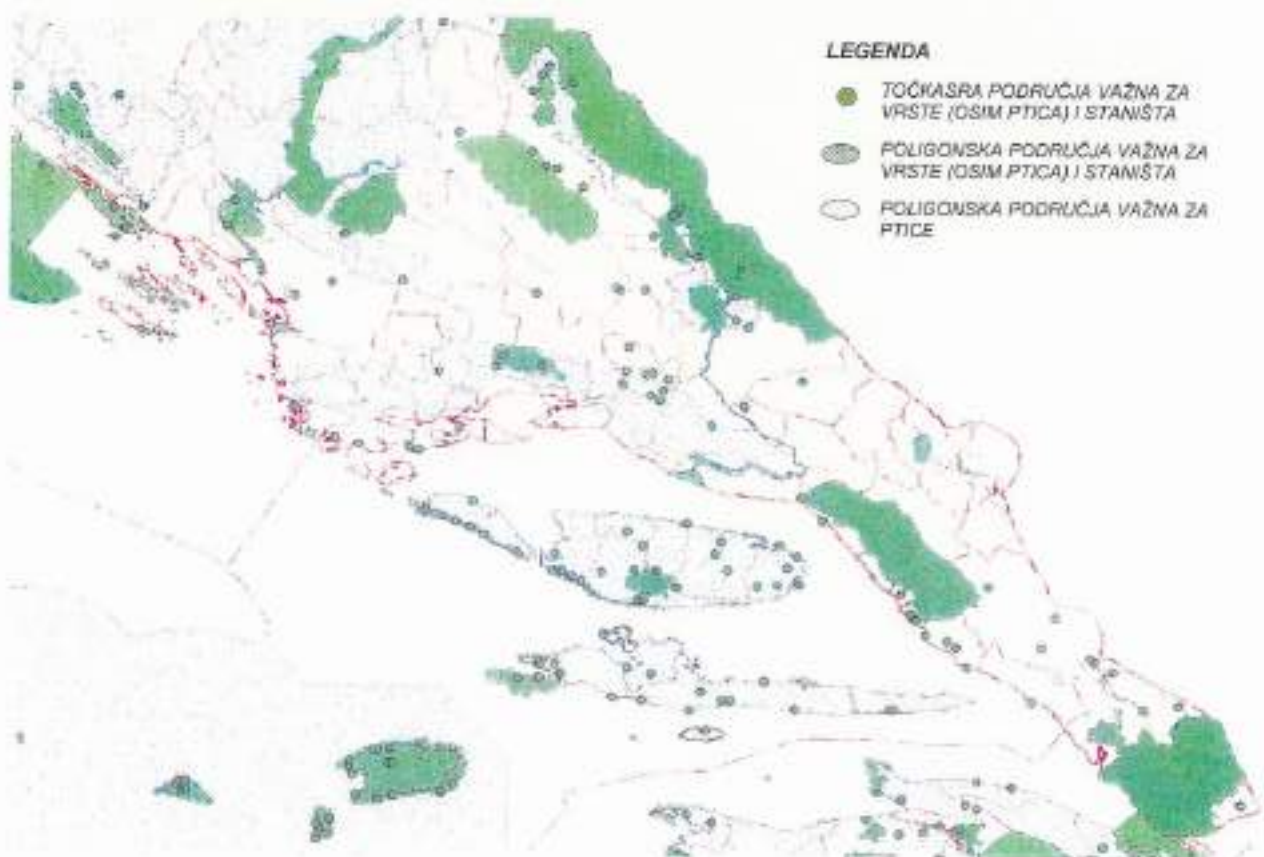 LEGENDA
TOČKASRA PODRUČJA VAŽNA ZA
VRSTE (OSIM PTICA) I STANIŠTA
POLIGONSKA PODRUČJA VAŽNA ZA
VRSTE (OSIM PTICA) I STANIŠTA
POLIGONSKA PODRUČJA VAŽNA ZA
PTICE